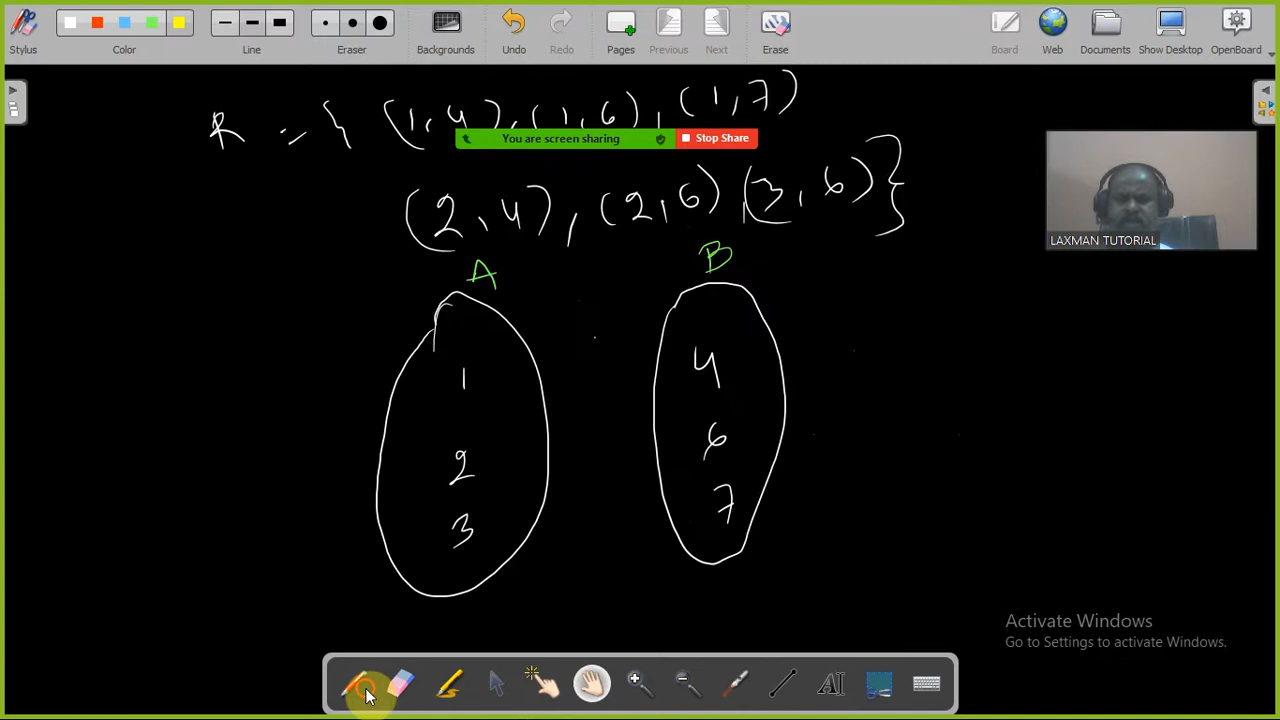 Stylus Color Line Eraser Backgrounds Undo Redo Pages Previous Next Erase Board Web Documents Show Desktop OpenBoard
R = { (1,4), (1,6), (1,7)
You are screen sharing Stop Share
(2,4), (2,6), (3,6) }
LAXMAN TUTORIAL
A B
1 4
2 6
3 7
Activate Windows
Go to Settings to activate Windows.
AI